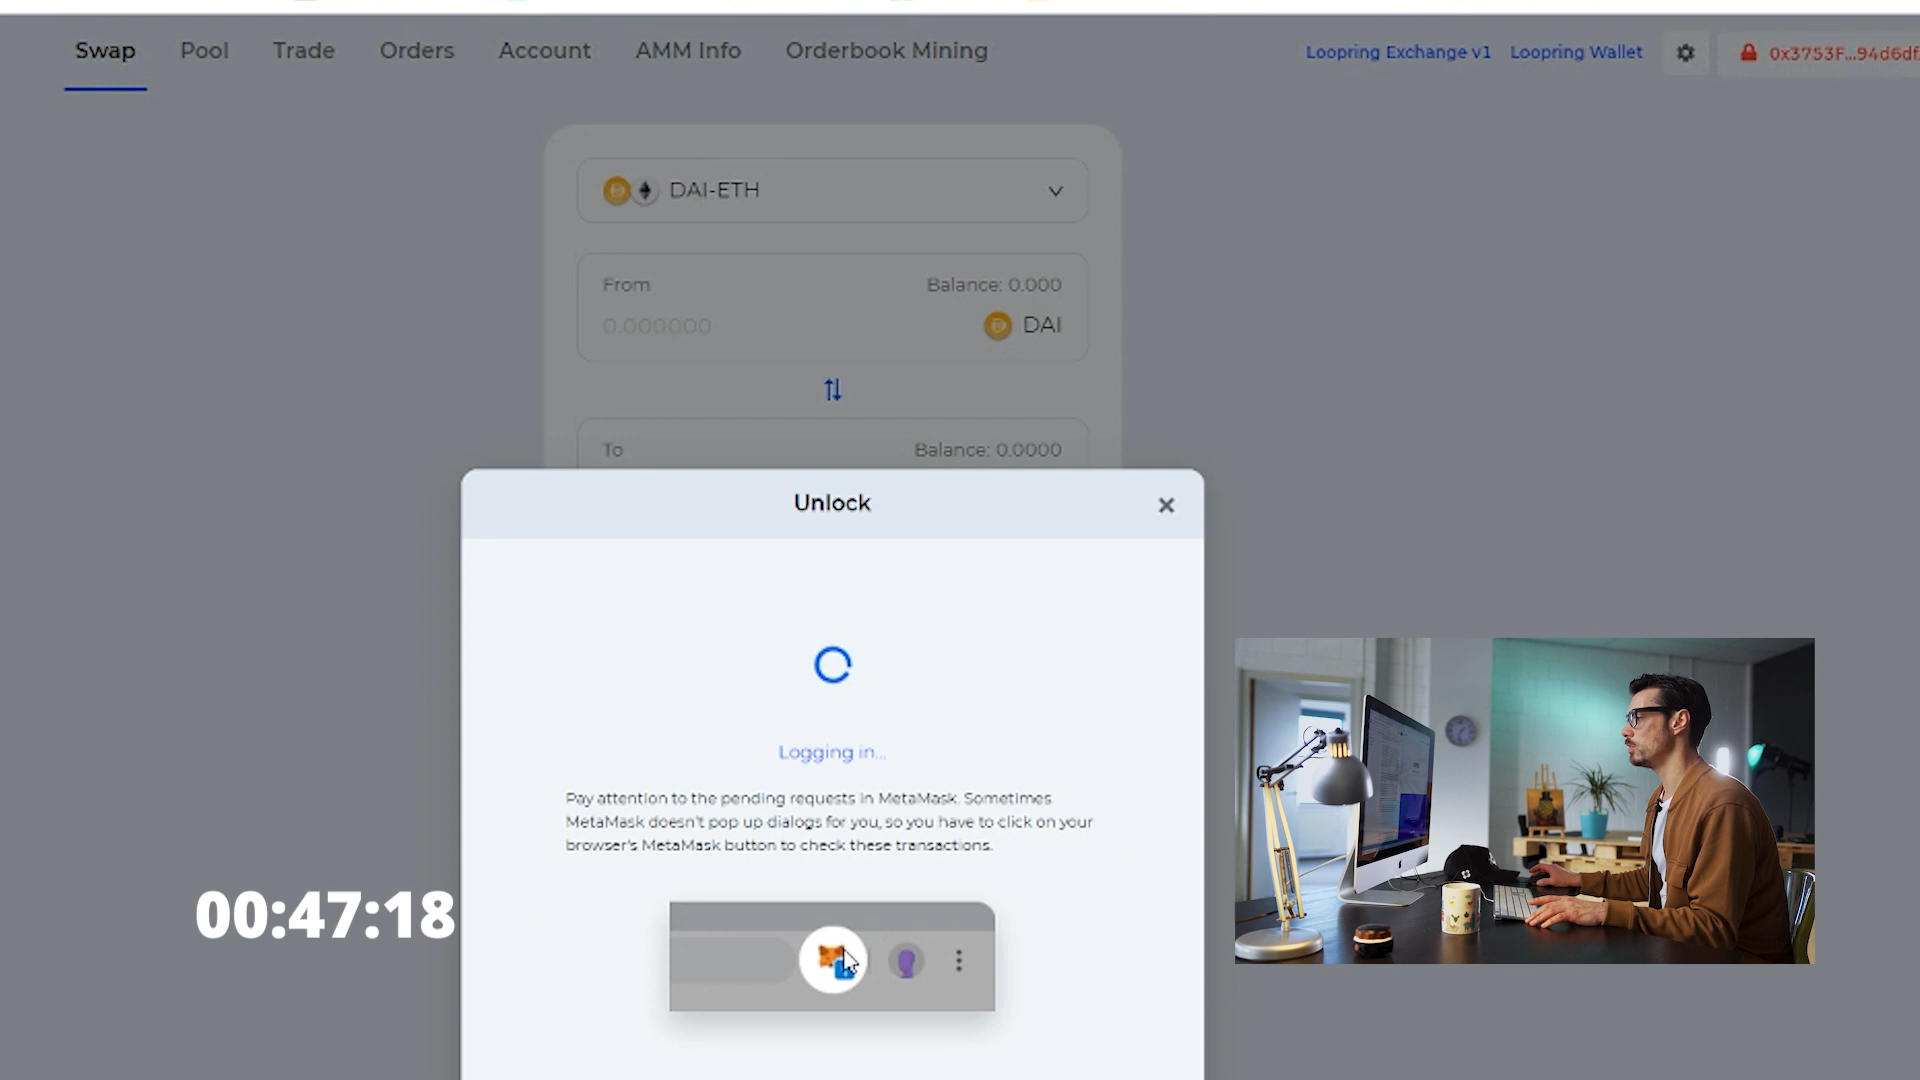 Swap Pool Trade Orders Account AMM Info Orderbook Mining Loopring Exchange v1 Loopring Wallet 0x3753F...94d6df
DAI-ETH
From Balance: 0.000
0.000000 DAI
To Balance: 0.0000
Unlock
Logging in...
Pay attention to the pending requests in MetaMask. Sometimes
MetaMask doesn't pop up dialogs for you, so you have to click on your
browser's MetaMask button to check these transactions.
00:47:18